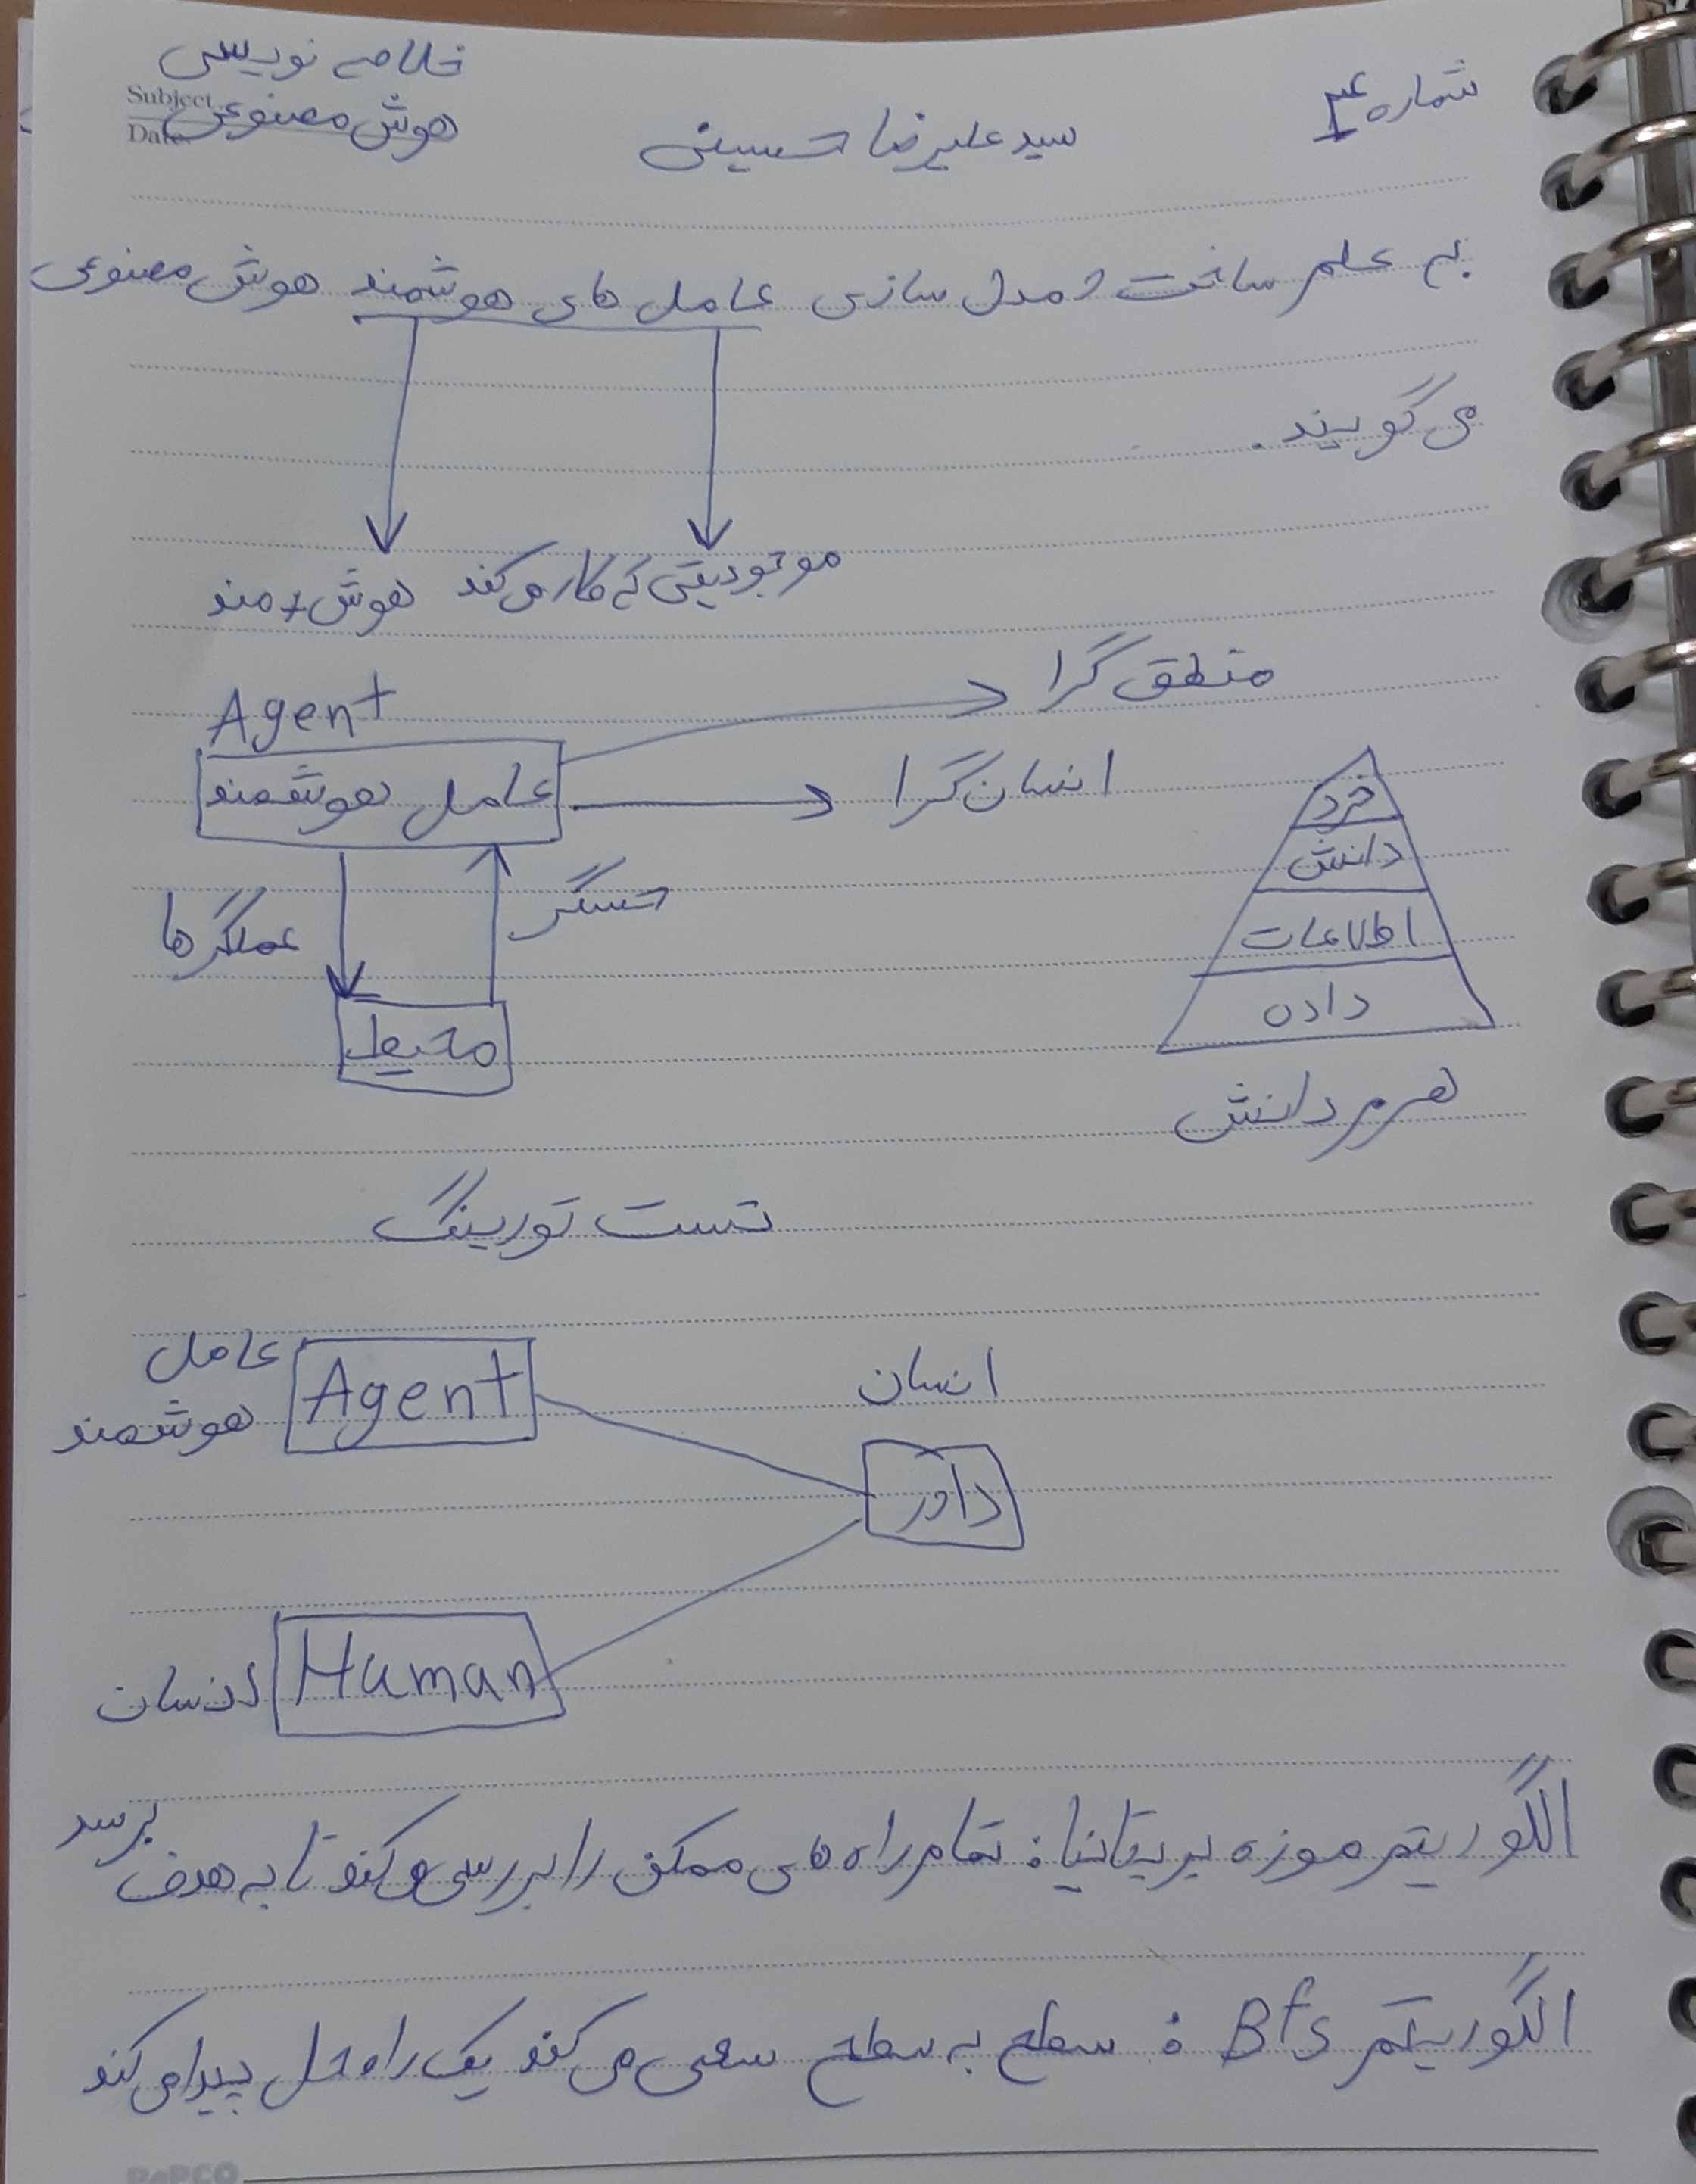 خلاصه نویسی
شماره ۴
Subject
هوش مصنوعی
سید علیرضا حسینی
Date
به علم ساخت و مدل سازی عامل های هوشمند هوش مصنوعی
می گویند.
موجودیتی که کار می کند
هوش + مند
Agent
منطق گرا
عامل هوشمند
انسان گرا
خرد
دانش
حسگر
عملگرها
اطلاعات
داده
محیط
هرم دانش
تست تورینگ
عامل
هوشمند
Agent
انسان
داور
Human
انسان
الگوریتم موزه بریتانیا: تمام راه های ممکن را بررسی می کند تا به هدف برسد
الگوریتم Bfs : سطح به سطح سعی می کند یک راه حل پیدا می کند
PAPCO